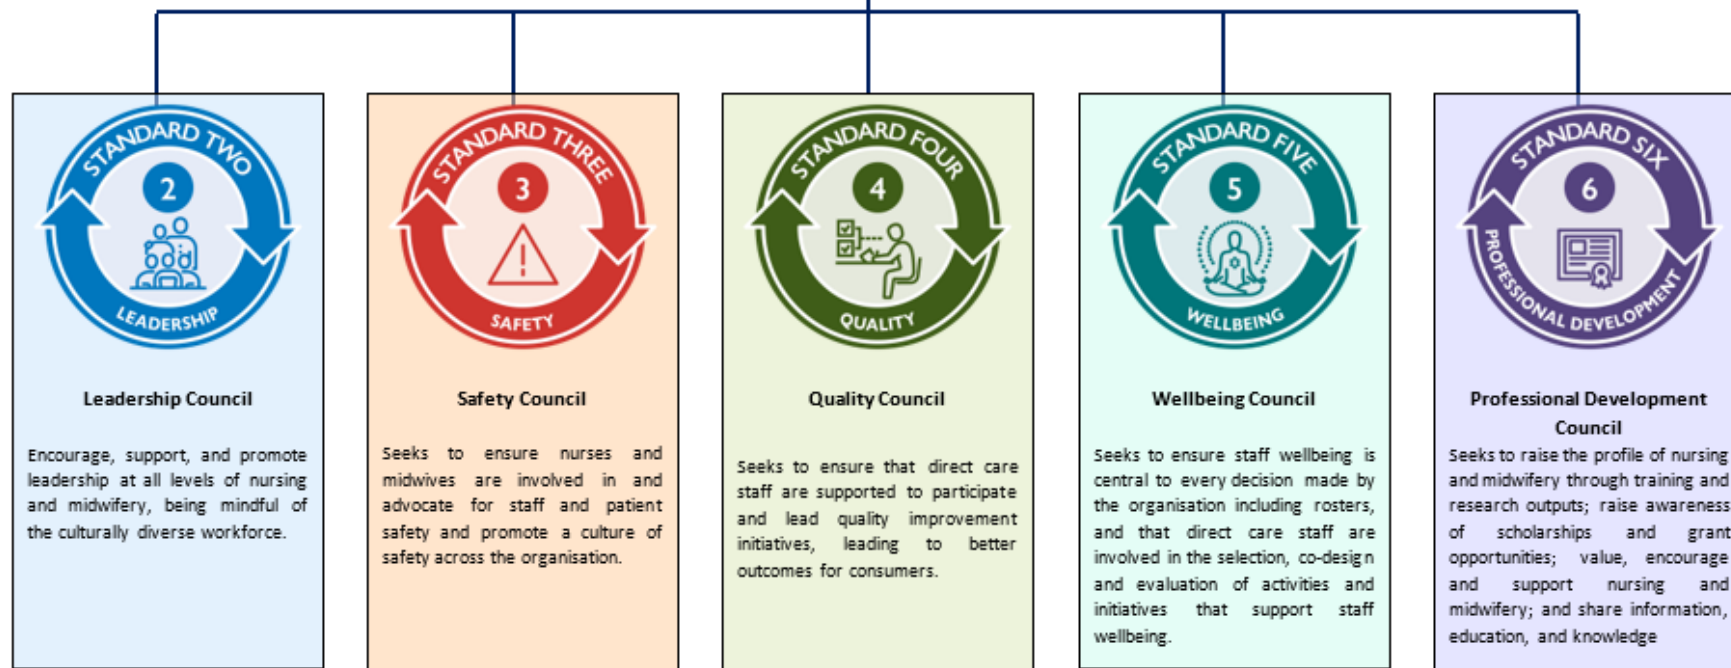 STANDARD TWO
2
LEADERSHIP
Leadership Council
Encourage, support, and promote
leadership at all levels of nursing
and midwifery, being mindful of
the culturally diverse workforce.
STANDARD THREE
3
SAFETY
Safety Council
Seeks to ensure nurses and
midwives are involved in and
advocate for staff and patient
safety and promote a culture of
safety across the organisation.
STANDARD FOUR
4
QUALITY
Quality Council
Seeks to ensure that direct care
staff are supported to participate
and lead quality improvement
initiatives, leading to better
outcomes for consumers.
STANDARD FIVE
5
WELLBEING
Wellbeing Council
Seeks to ensure staff wellbeing is
central to every decision made by
the organisation including rosters,
and that direct care staff are
involved in the selection, co-design
and evaluation of activities and
initiatives that support staff
wellbeing.
STANDARD SIX
6
PROFESSIONAL DEVELOPMENT
Professional Development
Council
Seeks to raise the profile of nursing
and midwifery through training and
research outputs; raise awareness
of scholarships and grant
opportunities; value, encourage
and support nursing and
midwifery; and share information,
education, and knowledge